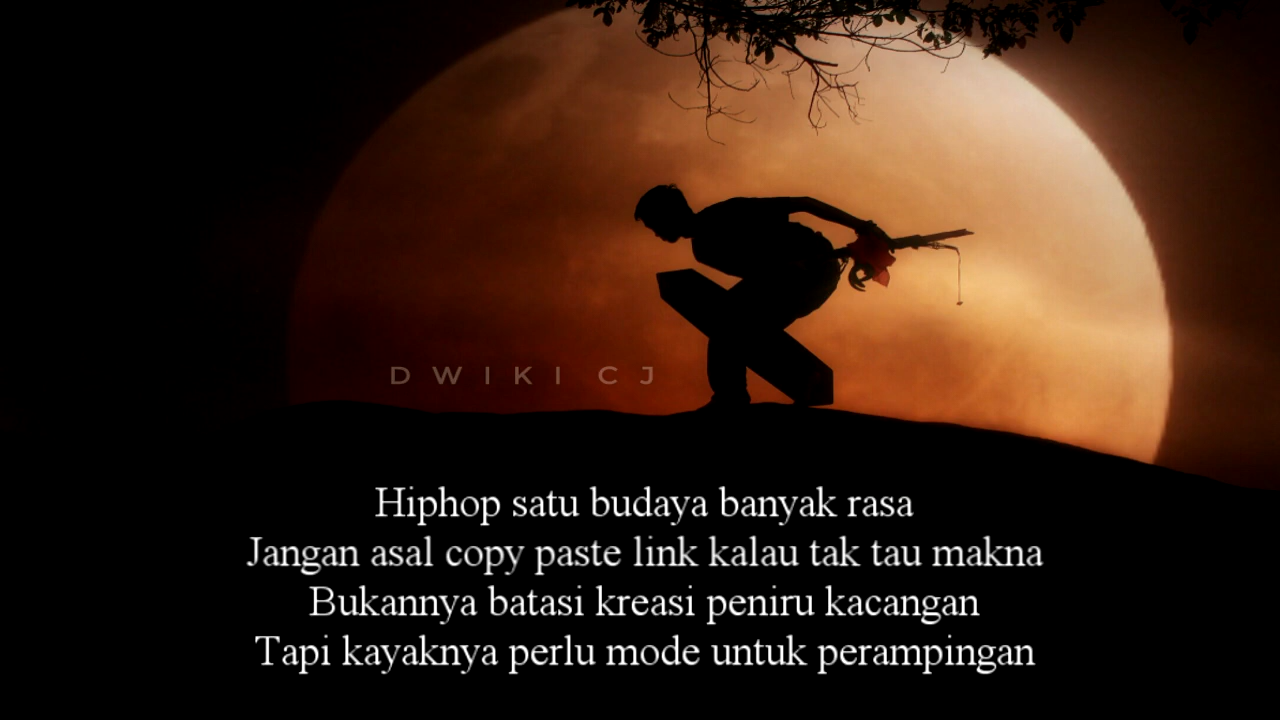 DWIKI CJ
Hiphop satu budaya banyak rasa
Jangan asal copy paste link kalau tak tau makna
Bukannya batasi kreasi peniru kacangan
Tapi kayaknya perlu mode untuk perampingan